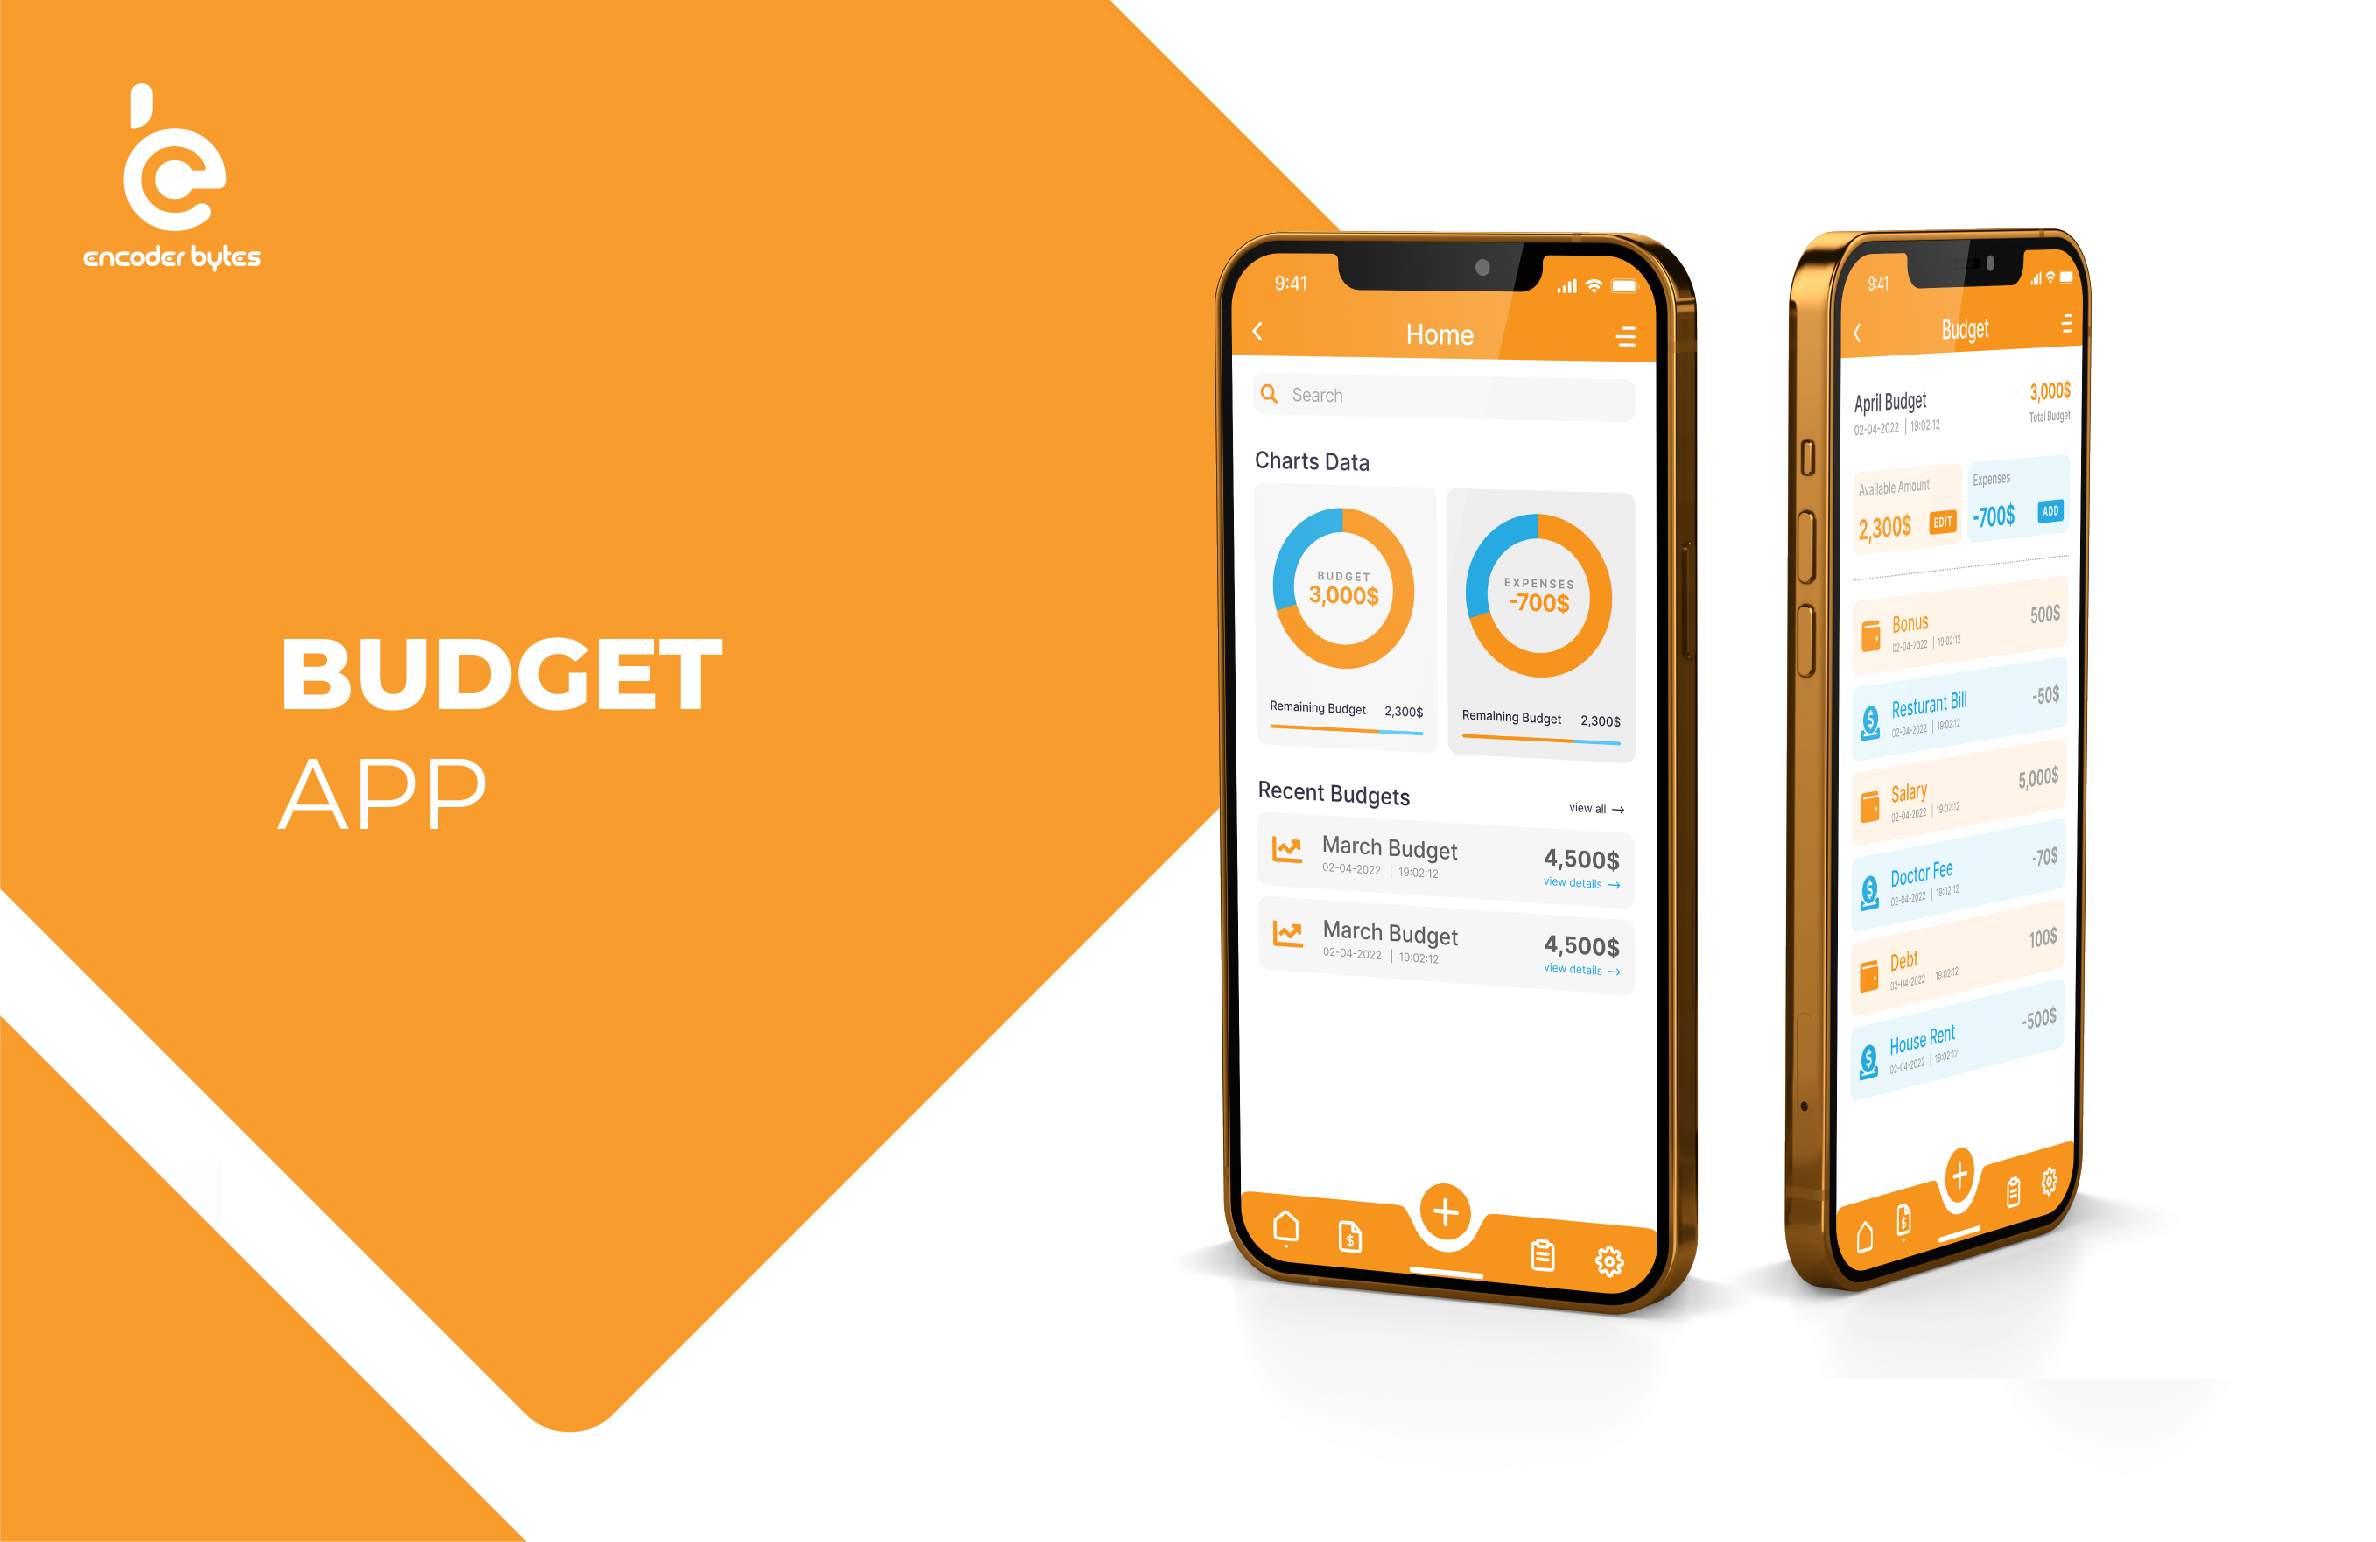 encoder bytes
BUDGET
APP
9:41
Home
Search
Charts Data
BUDGET
3,000$
EXPENSES
-700$
Remaining Budget 2,300$
Remaining Budget 2,300$
Recent Budgets view all →
March Budget 4,500$
02-04-2022 | 19:02:12 view details →
March Budget 4,500$
02-04-2022 | 19:02:12 view details →
9:41
Budget
April Budget 3,000$
02-04-2022 | 19:02:12 Total Budget
Available Amount Expenses
2,300$ EDIT -700$ ADD
Bonus 500$
02-04-2022 | 19:02:12
Resturant Bill -50$
02-04-2022 | 19:02:12
Salary 5,000$
02-04-2022 | 19:02:12
Doctor Fee -70$
02-04-2022 | 19:02:12
Debt 100$
02-04-2022 19:02:12
House Rent -500$
02-04-2022 | 19:02:12